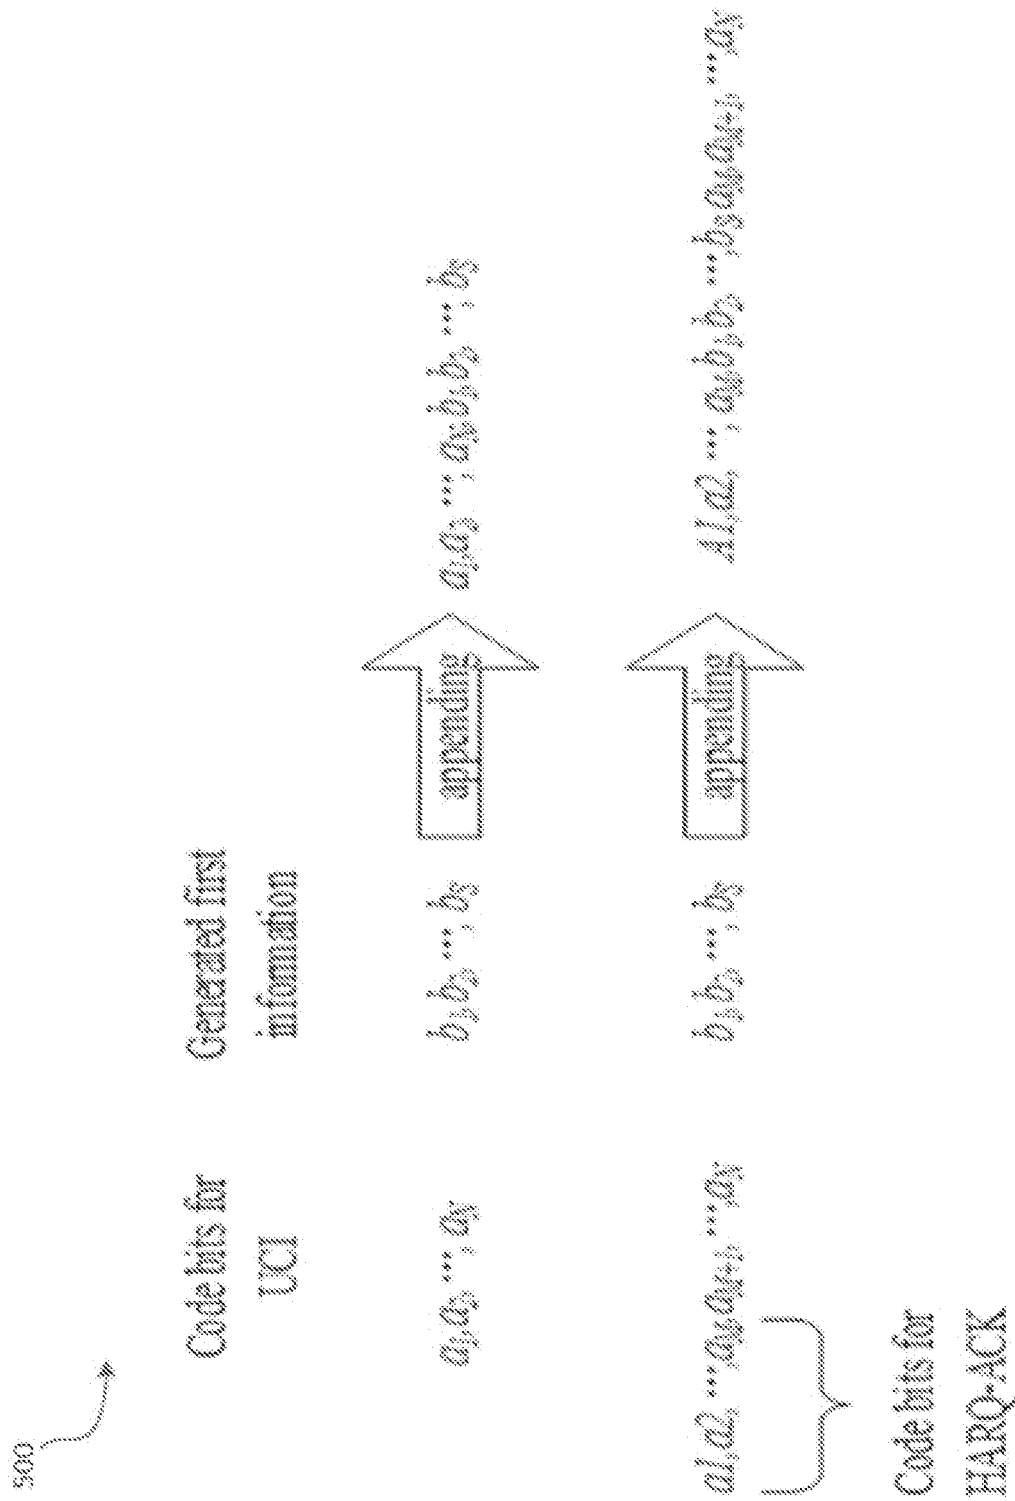 500
Code bits for
UCI
Generated first
information
a₁,a₂, ..., aₙ
b₁,b₂, ..., bₛ
appending
a₁,a₂, ..., aₙ,b₁,b₂, ..., bₛ
a1,a2, ...,aₘ,aₘ₊₁, ...,aₙ
b₁,b₂, ..., bₛ
appending
A1,a2, ..., aₘ,b₁,b₂, ...,bₛ,aₘ,aₘ₊₁, ...aₙ
Code bits for
HARQ-ACK